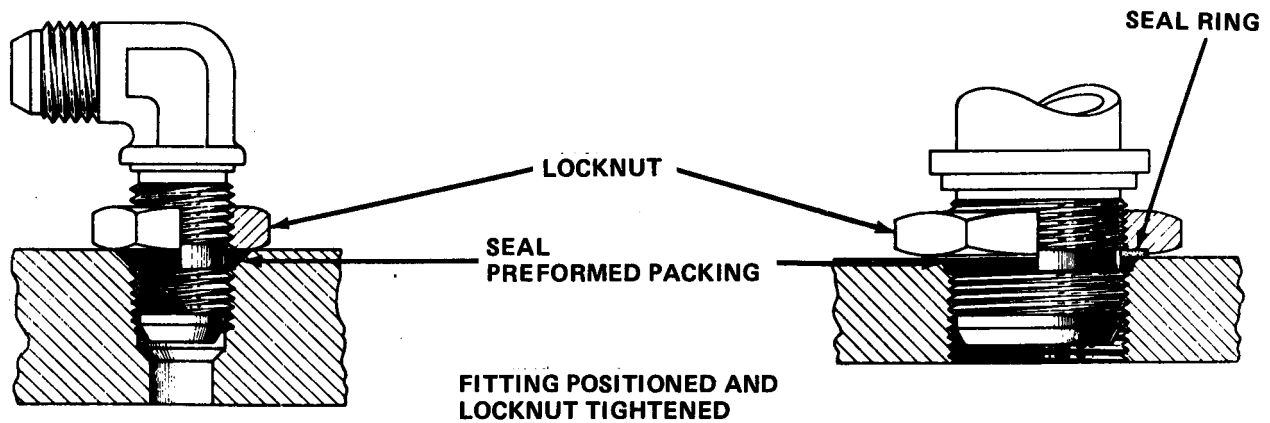 SEAL RING
LOCKNUT
SEAL
PREFORMED PACKING
FITTING POSITIONED AND
LOCKNUT TIGHTENED